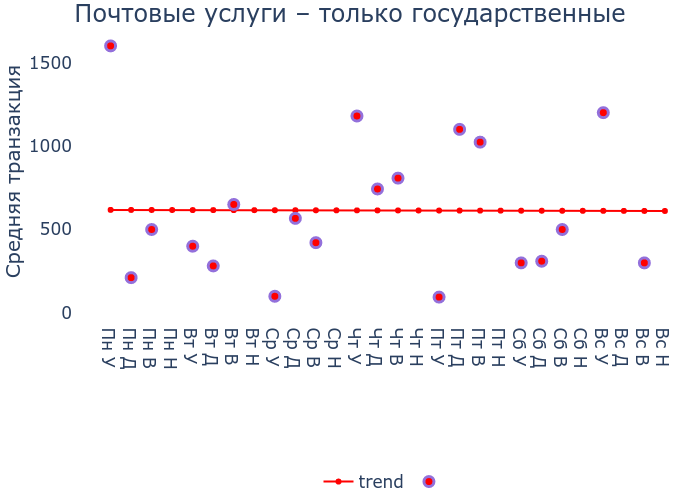 Почтовые услуги – только государственные
Средняя транзакция
1500
1000
500
0
Пн У
Пн Д
Пн В
Пн Н
Вт У
Вт Д
Вт В
Вт Н
Ср У
Ср Д
Ср В
Ср Н
Чт У
Чт Д
Чт В
Чт Н
Пт У
Пт Д
Пт В
Пт Н
Сб У
Сб Д
Сб В
Сб Н
Вс У
Вс Д
Вс В
Вс Н
trend